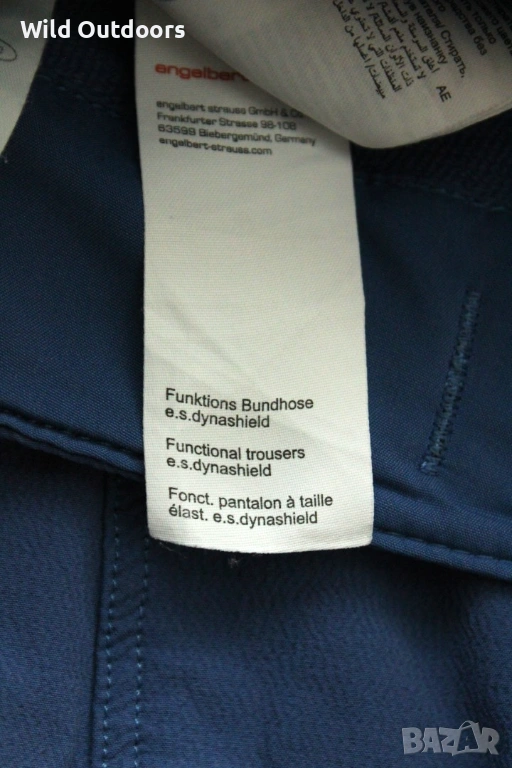 Wild Outdoors
engelbert
engelbert strauss GmbH & Co
Frankfurter Strasse 98-108
63599 Biebergemünd, Germany
engelbert-strauss.com
AE
Funktions Bundhose
e.s.dynashield
Functional trousers
e.s.dynashield
Fonct. pantalon à taille
élast. e.s.dynashield
BAZAR